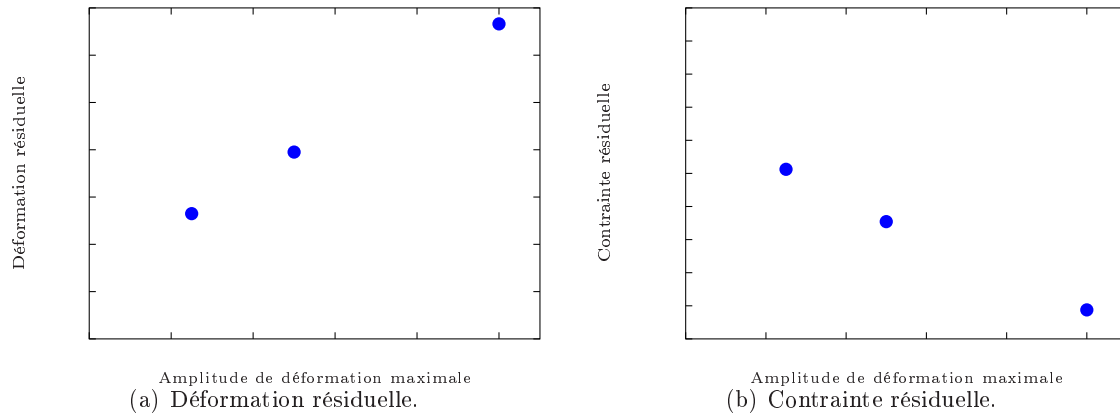 Déformation résiduelle
Amplitude de déformation maximale
(a) Déformation résiduelle.
Contrainte résiduelle
Amplitude de déformation maximale
(b) Contrainte résiduelle.